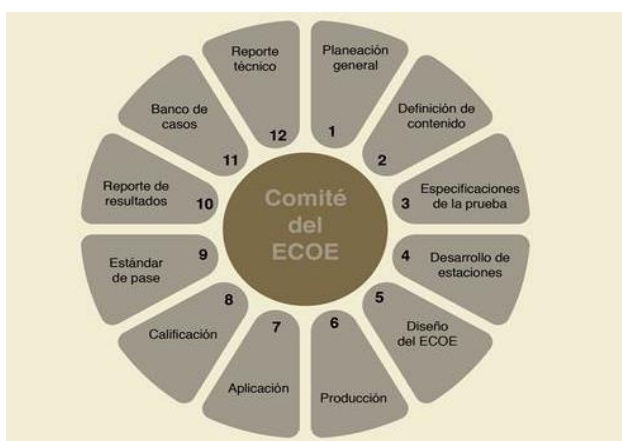 Comité
del
ECOE
Planeación
general
1
Definición de
contenido
2
3
Especificaciones
de la prueba
4
Desarrollo de
estaciones
5
Diseño
del ECOE
6
Producción
7
Aplicación
8
Calificación
9
Estándar
de pase
Reporte de
resultados
10
Banco de
casos
11
Reporte
técnico
12